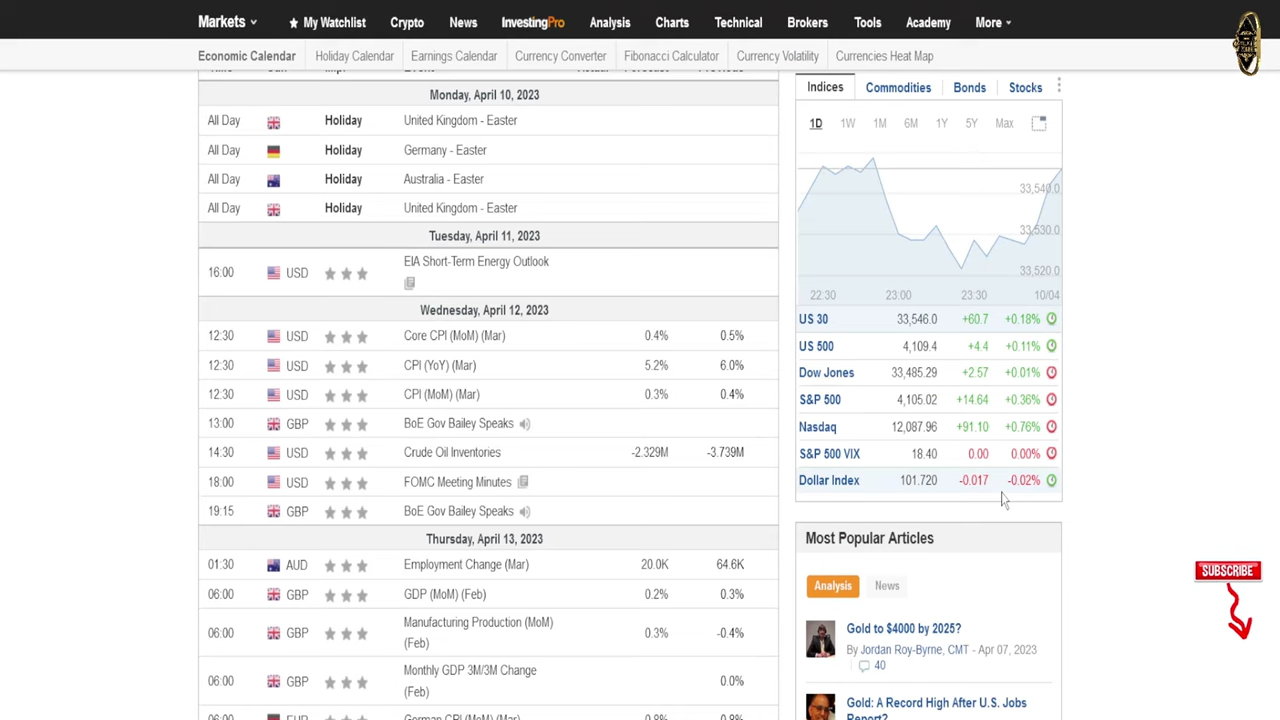 Markets My Watchlist Crypto News InvestingPro Analysis Charts Technical Brokers Tools Academy More
Economic Calendar Holiday Calendar Earnings Calendar Currency Converter Fibonacci Calculator Currency Volatility Currencies Heat Map
Monday, April 10, 2023
All Day Holiday United Kingdom - Easter
All Day Holiday Germany - Easter
All Day Holiday Australia - Easter
All Day Holiday United Kingdom - Easter
Tuesday, April 11, 2023
16:00 USD EIA Short-Term Energy Outlook
Wednesday, April 12, 2023
12:30 USD Core CPI (MoM) (Mar) 0.4% 0.5%
12:30 USD CPI (YoY) (Mar) 5.2% 6.0%
12:30 USD CPI (MoM) (Mar) 0.3% 0.4%
13:00 GBP BoE Gov Bailey Speaks
14:30 USD Crude Oil Inventories -2.329M -3.739M
18:00 USD FOMC Meeting Minutes
19:15 GBP BoE Gov Bailey Speaks
Thursday, April 13, 2023
01:30 AUD Employment Change (Mar) 20.0K 64.6K
06:00 GBP GDP (MoM) (Feb) 0.2% 0.3%
06:00 GBP Manufacturing Production (MoM)
(Feb) 0.3% -0.4%
06:00 GBP Monthly GDP 3M/3M Change
(Feb) 0.0%
06:00 EUR German CPI (MoM) (Mar) 0.8% 0.8%
Indices Commodities Bonds Stocks
1D 1W 1M 6M 1Y 5Y Max
33,540.0
33,530.0
33,520.0
22:30 23:00 23:30 10/04
US 30 33,546.0 +60.7 +0.18%
US 500 4,109.4 +4.4 +0.11%
Dow Jones 33,485.29 +2.57 +0.01%
S&P 500 4,105.02 +14.64 +0.36%
Nasdaq 12,087.96 +91.10 +0.76%
S&P 500 VIX 18.40 0.00 0.00%
Dollar Index 101.720 -0.017 -0.02%
Most Popular Articles
Analysis News
Gold to $4000 by 2025?
By Jordan Roy-Byrne, CMT - Apr 07, 2023
40
Gold: A Record High After U.S. Jobs
Report?
SUBSCRIBE